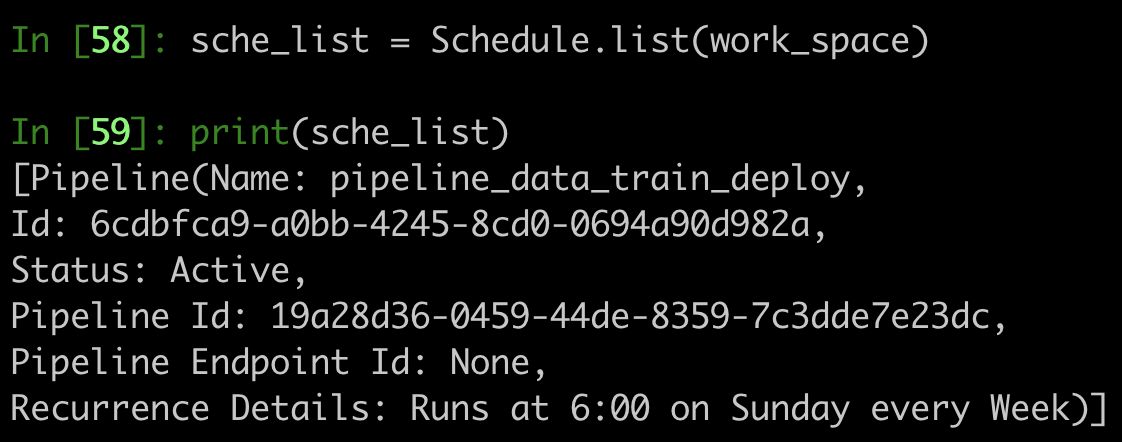 In [58]: sche_list = Schedule.list(work_space)
In [59]: print(sche_list)
[Pipeline(Name: pipeline_data_train_deploy,
Id: 6cdbfca9-a0bb-4245-8cd0-0694a90d982a,
Status: Active,
Pipeline Id: 19a28d36-0459-44de-8359-7c3dde7e23dc,
Pipeline Endpoint Id: None,
Recurrence Details: Runs at 6:00 on Sunday every Week)]